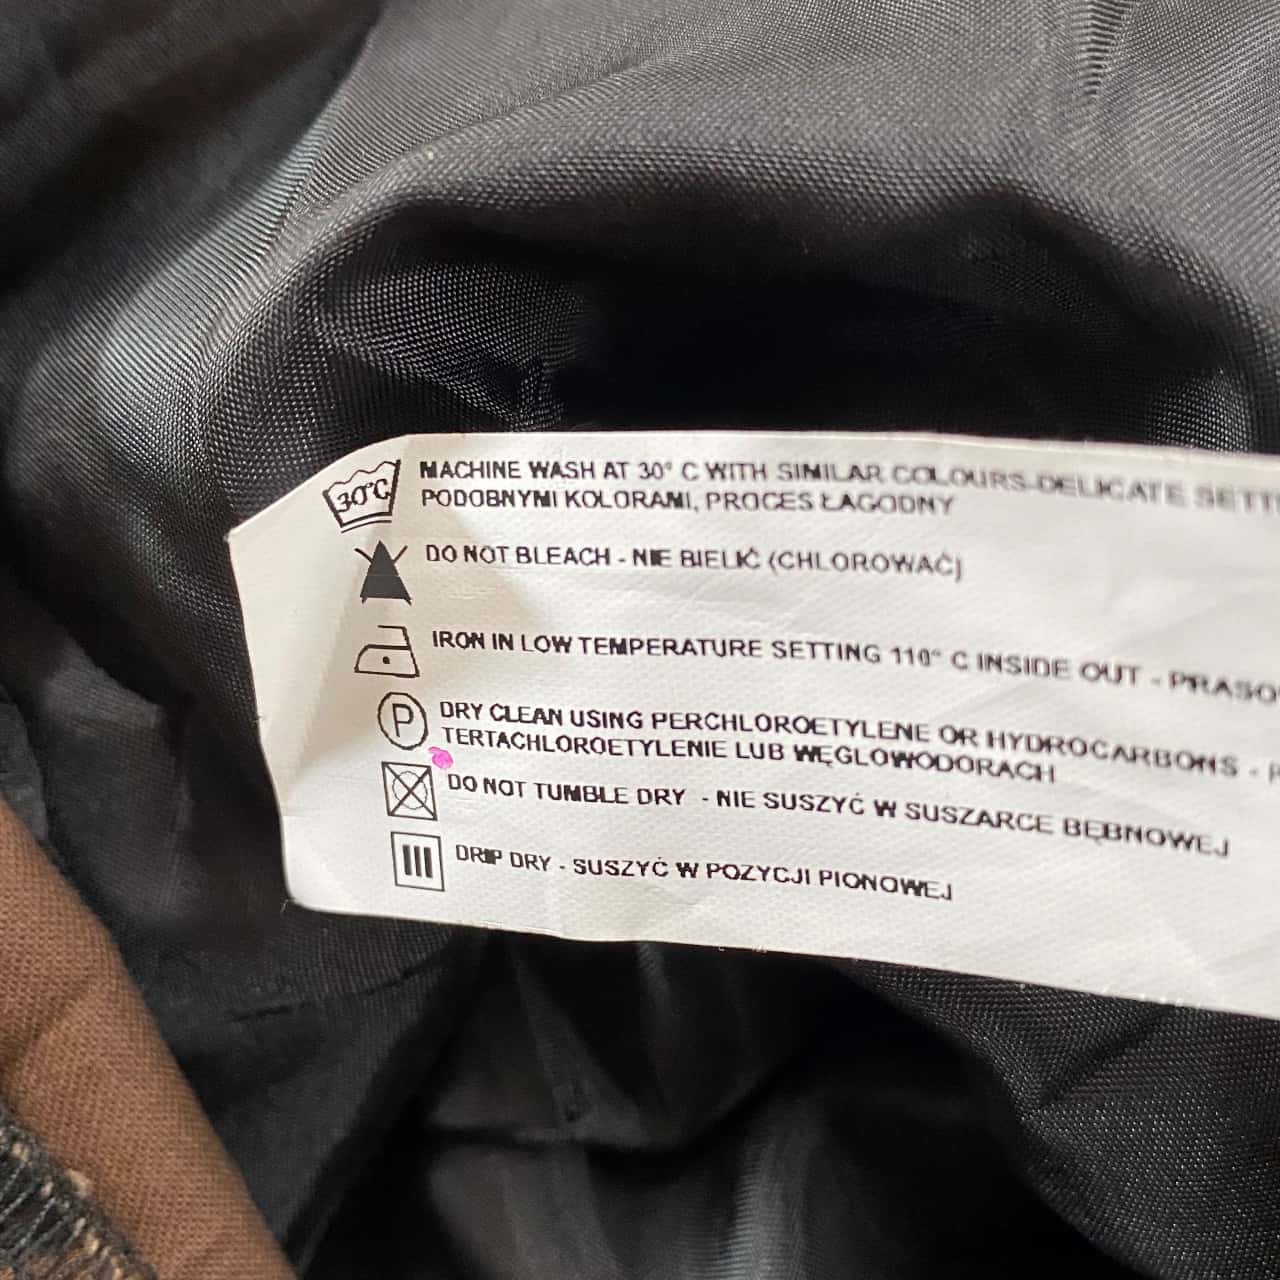 30°C MACHINE WASH AT 30° C WITH SIMILAR COLOURS-DELICATE
PODOBNYMI KOLORAMI, PROCES ŁAGODNY
DO NOT BLEACH - NIE BIELIĆ (CHLOROWAĆ)
IRON IN LOW TEMPERATURE SETTING 110° C INSIDE OUT -
P DRY CLEAN USING PERCHLOROETYLENE OR HYDROCARBONS -
TERTACHLOROETYLENIE LUB WĘGLOWODORACH
DO NOT TUMBLE DRY - NIE SUSZYĆ W SUSZARCE BĘBNOWEJ
DRIP DRY - SUSZYĆ W POZYCJI PIONOWEJ